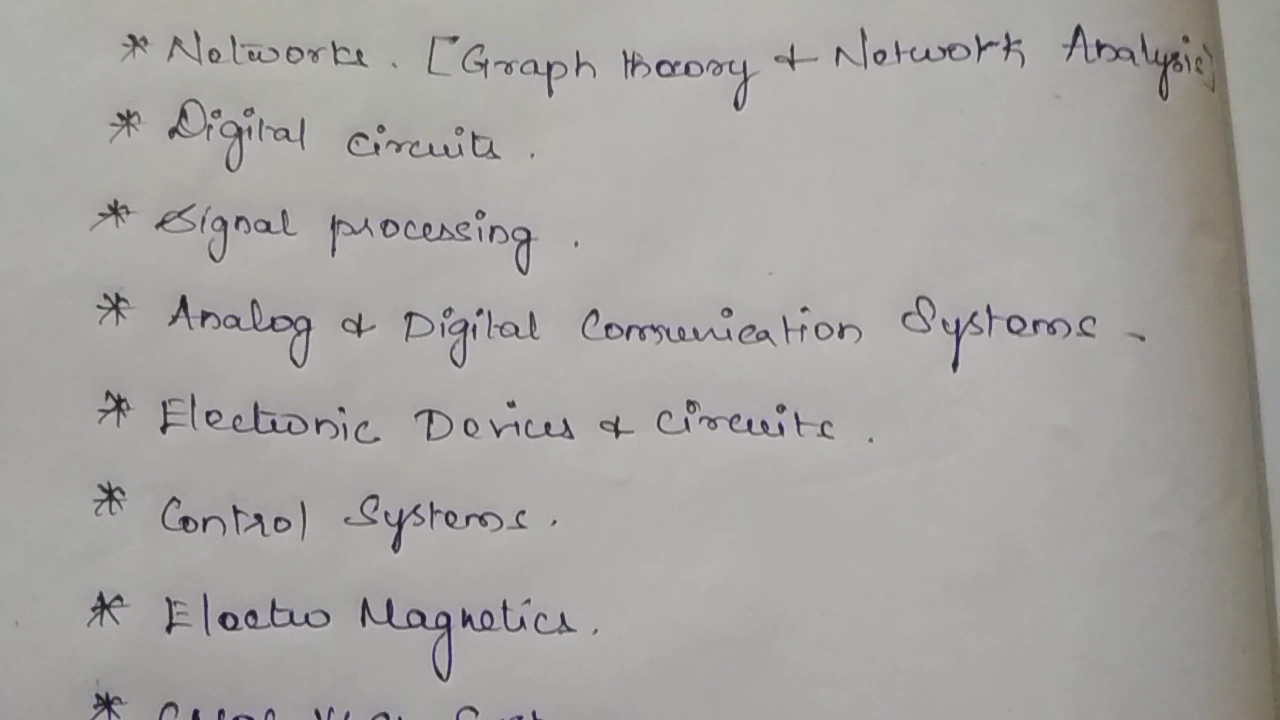 * Networks. [Graph theory & Network Analysis]
* Digital circuits.
* Signal processing.
* Analog & Digital Communication Systems.
* Electronic Devices & Circuits.
* Control Systems.
* Electro Magnetics.
*